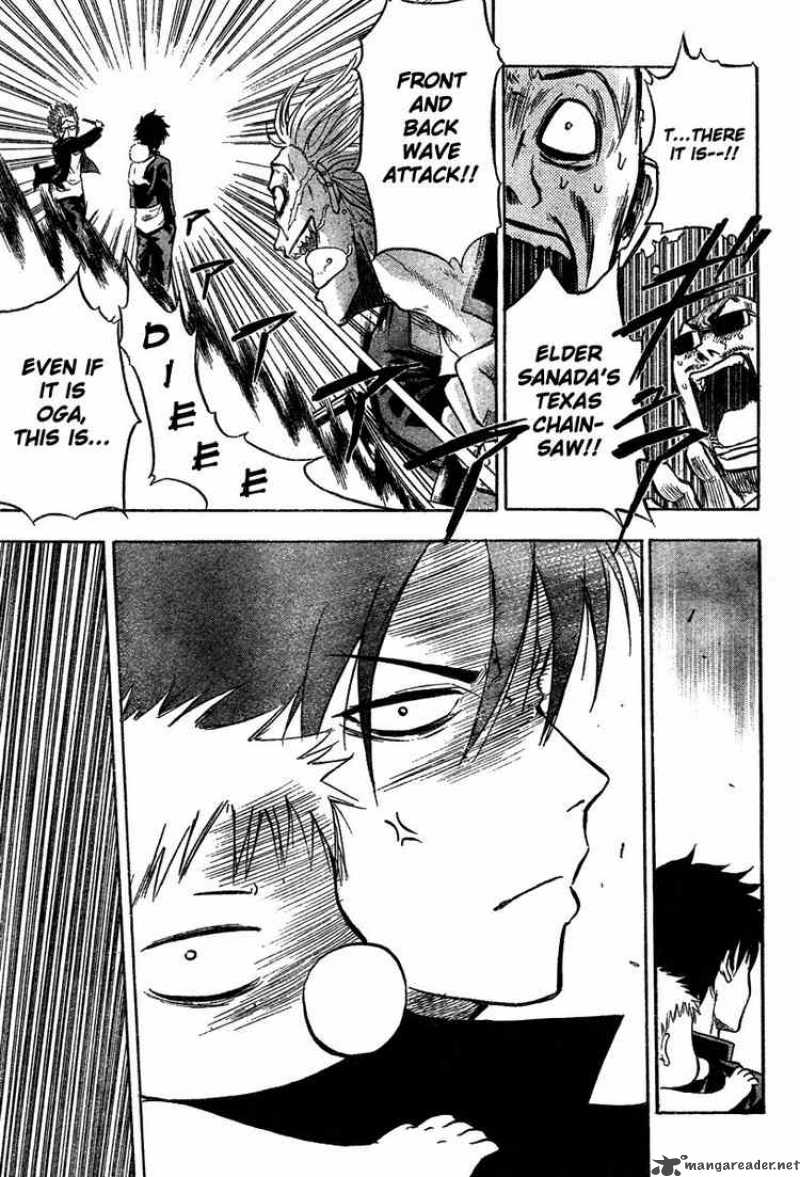 T...THERE
IT IS--!!
ELDER
SANADA'S
TEXAS
CHAIN-
SAW!!
FRONT
AND
BACK
WAVE
ATTACK!!
DIEEEE
EVEN IF
IT IS
OGA,
THIS IS...
mangareader.net